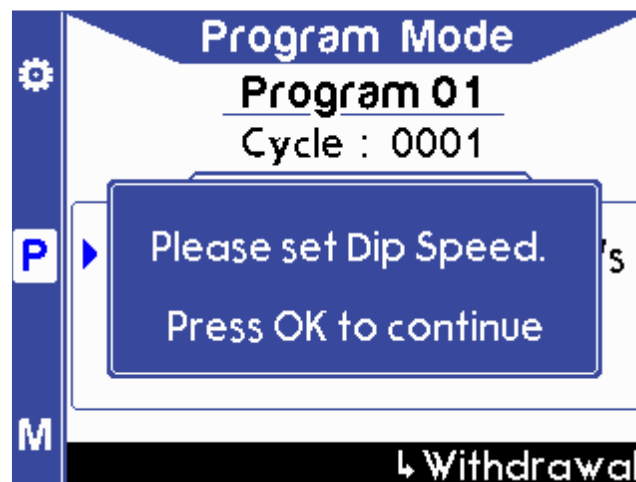 Program Mode
Program 01
Cycle : 0001
Please set Dip Speed.
's
P
Press OK to continue
M
↳ Withdrawal